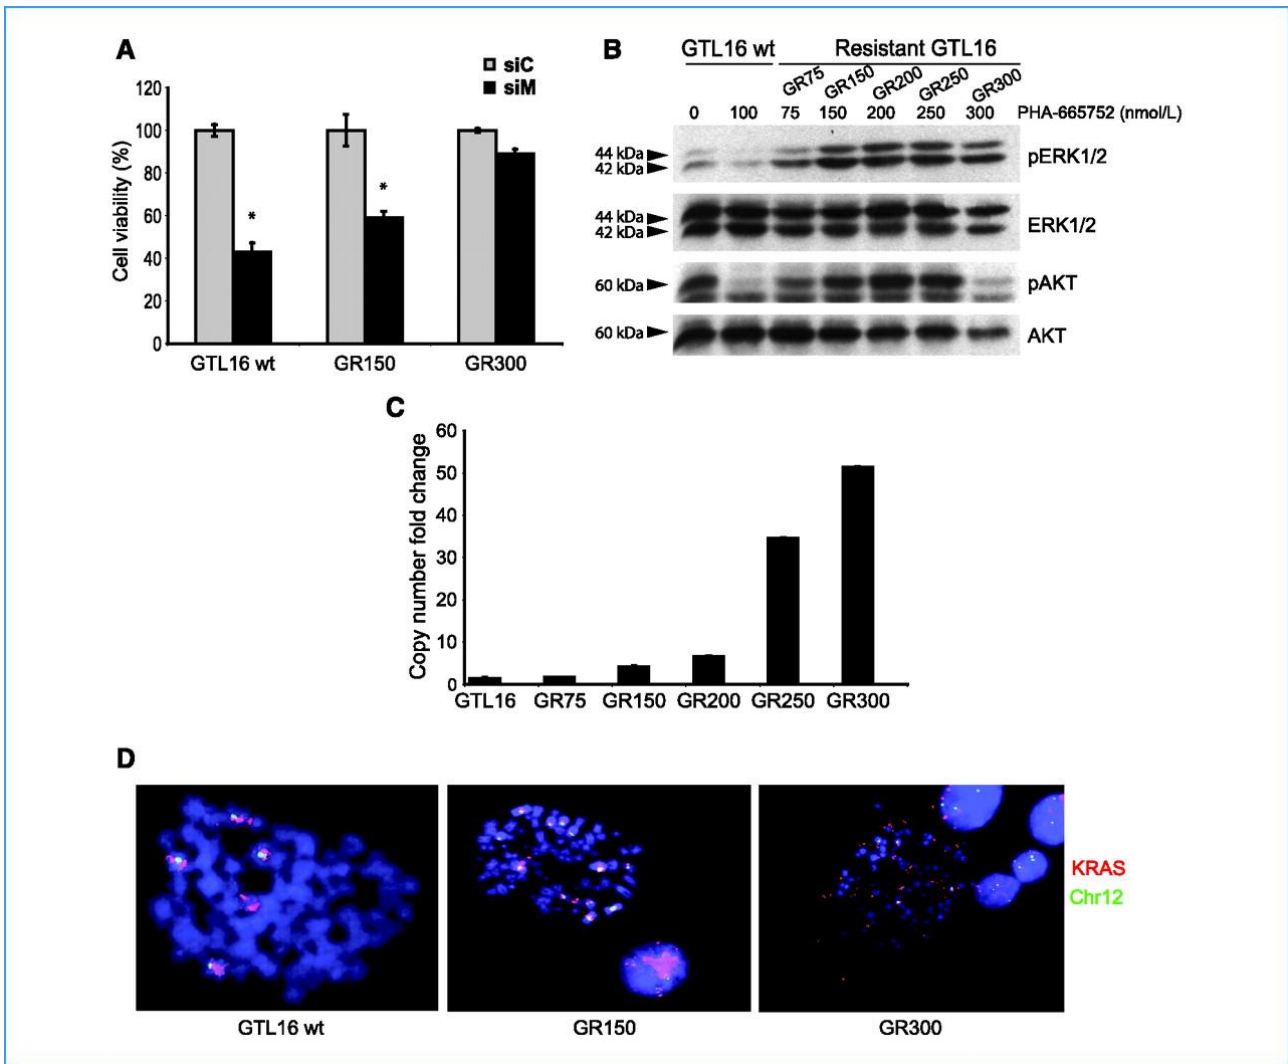 A
siC
siM
Cell viability (%)
120
100
80
60
40
20
0
*
*
GTL16 wt GR150 GR300
B
GTL16 wt Resistant GTL16
GR75 GR150 GR200 GR250 GR300
0 100 75 150 200 250 300 PHA-665752 (nmol/L)
44 kDa
42 kDa
pERK1/2
44 kDa
42 kDa
ERK1/2
60 kDa
pAKT
60 kDa
AKT
C
Copy number fold change
60
50
40
30
20
10
0
GTL16 GR75 GR150 GR200 GR250 GR300
D
KRAS
Chr12
GTL16 wt GR150 GR300